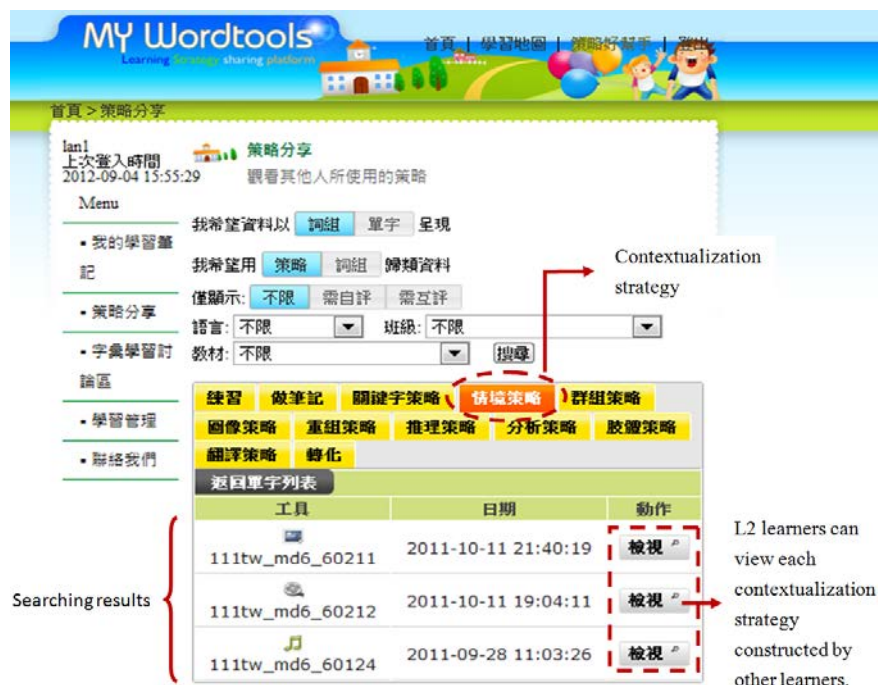 MY Wordtools
Learning Strategy sharing platform
首頁 | 學習地圖 | 策略好幫手 | 登出
首頁 > 策略分享
lan1
上次登入時間
2012-09-04 15:55:29
策略分享
觀看其他人所使用的策略
Menu
▪ 我的學習筆
記
▪ 策略分享
▪ 字彙學習討
論區
▪ 學習管理
▪ 聯絡我們
我希望資料以 詞組 單字 呈現
我希望用 策略 詞組 歸類資料
僅顯示: 不限 需自評 需互評
語言: 不限 班級: 不限
教材: 不限 搜尋
Contextualization
strategy
練習 做筆記 關鍵字策略 情境策略 群組策略
圖像策略 重組策略 推理策略 分析策略 肢體策略
翻譯策略 轉化
返回單字列表
工具 日期 動作
111tw_md6_60211 2011-10-11 21:40:19 檢視
111tw_md6_60212 2011-10-11 19:04:11 檢視
111tw_md6_60124 2011-09-28 11:03:26 檢視
Searching results
L2 learners can
view each
contextualization
strategy
constructed by
other learners.